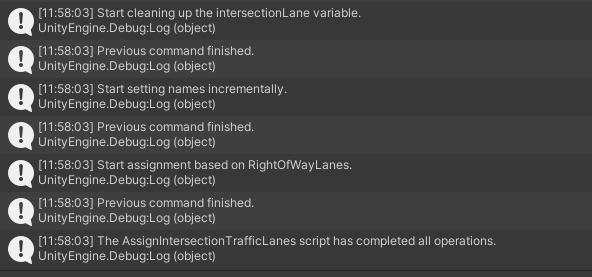 [11:58:03] Start cleaning up the intersectionLane variable.
UnityEngine.Debug:Log (object)
[11:58:03] Previous command finished.
UnityEngine.Debug:Log (object)
[11:58:03] Start setting names incrementally.
UnityEngine.Debug:Log (object)
[11:58:03] Previous command finished.
UnityEngine.Debug:Log (object)
[11:58:03] Start assignment based on RightOfWayLanes.
UnityEngine.Debug:Log (object)
[11:58:03] Previous command finished.
UnityEngine.Debug:Log (object)
[11:58:03] The AssignIntersectionTrafficLanes script has completed all operations.
UnityEngine.Debug:Log (object)